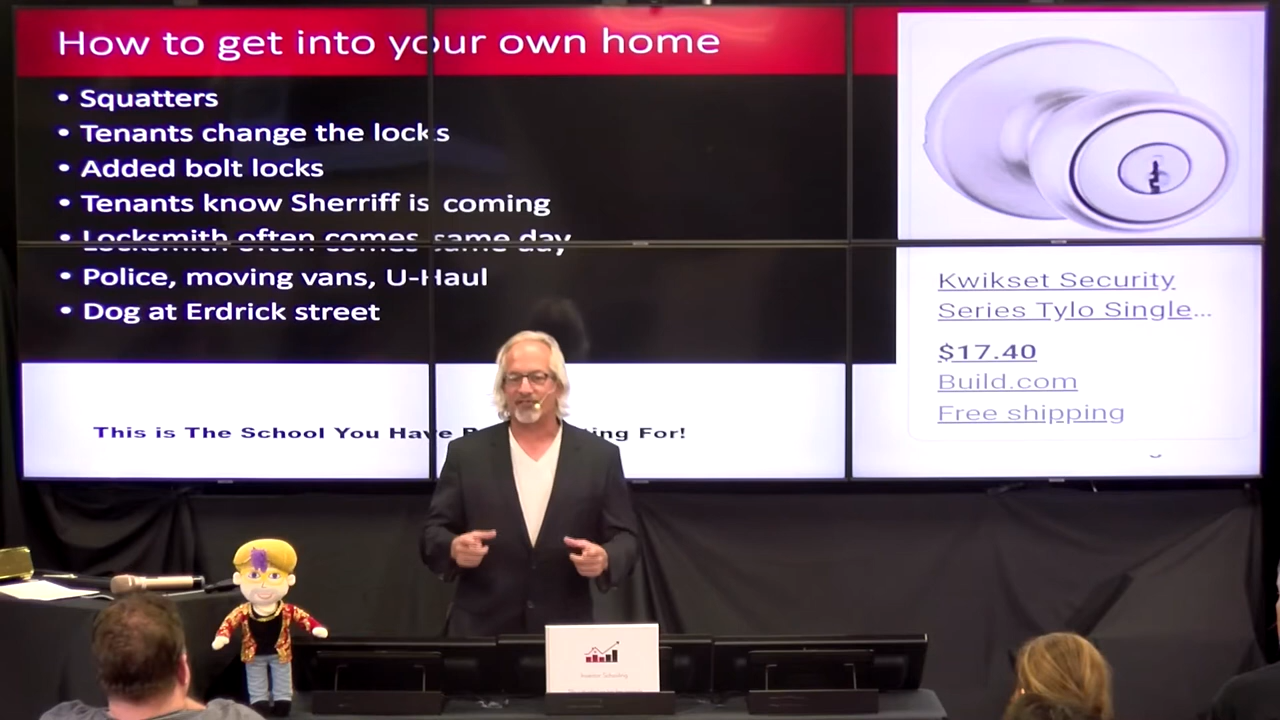 How to get into your own home
• Squatters
• Tenants change the locks
• Added bolt locks
• Tenants know Sherriff is coming
• Locksmith often comes same day
• Police, moving vans, U-Haul
• Dog at Erdrick street
This is The School You Have ing For!
Kwikset Security
Series Tylo Single...
$17.40
Build.com
Free shipping
Investor Schooling